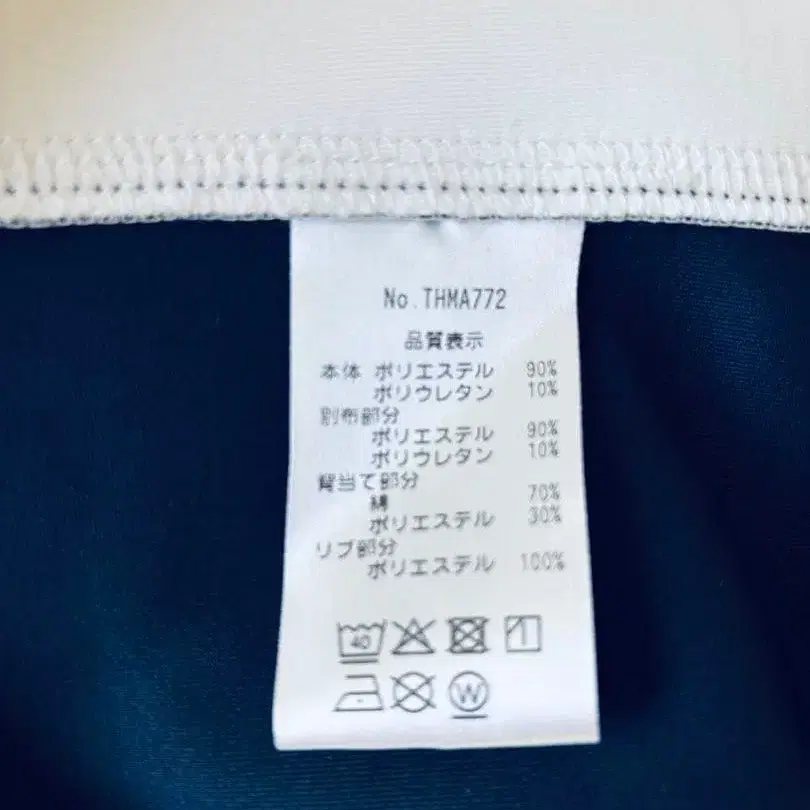 No.THMA772
品質表示
本体 ポリエステル 90%
ポリウレタン 10%
別布部分
ポリエステル 90%
ポリウレタン 10%
肩当て部分
綿 70%
ポリエステル 30%
リブ部分
ポリエステル 100%
40
W